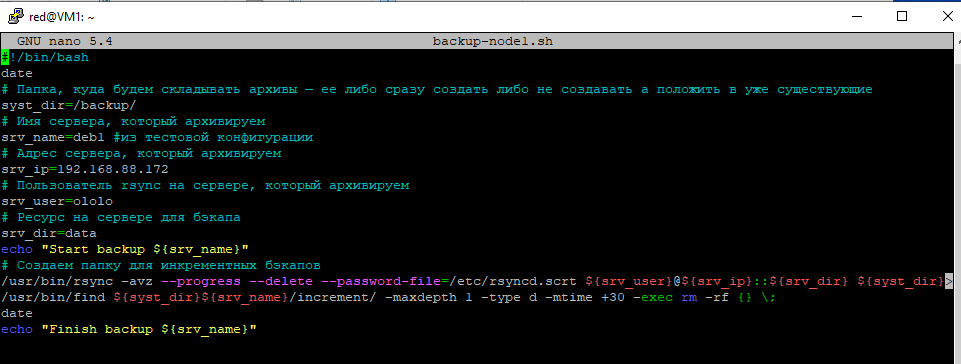 red@VM1: ~
GNU nano 5.4 backup-node1.sh
#!/bin/bash
date
# Папка, куда будем складывать архивы — ее либо сразу создать либо не создавать а положить в уже существующие
syst_dir=/backup/
# Имя сервера, который архивируем
srv_name=deb1 #из тестовой конфигурации
# Адрес сервера, который архивируем
srv_ip=192.168.88.172
# Пользователь rsync на сервере, который архивируем
srv_user=ololo
# Ресурс на сервере для бэкапа
srv_dir=data
echo "Start backup ${srv_name}"
# Создаем папку для инкрементных бэкапов
/usr/bin/rsync -avz --progress --delete --password-file=/etc/rsyncd.scrt ${srv_user}@${srv_ip}::${srv_dir} ${syst_dir}>
/usr/bin/find ${syst_dir}${srv_name}/increment/ -maxdepth 1 -type d -mtime +30 -exec rm -rf {} \;
date
echo "Finish backup ${srv_name}"